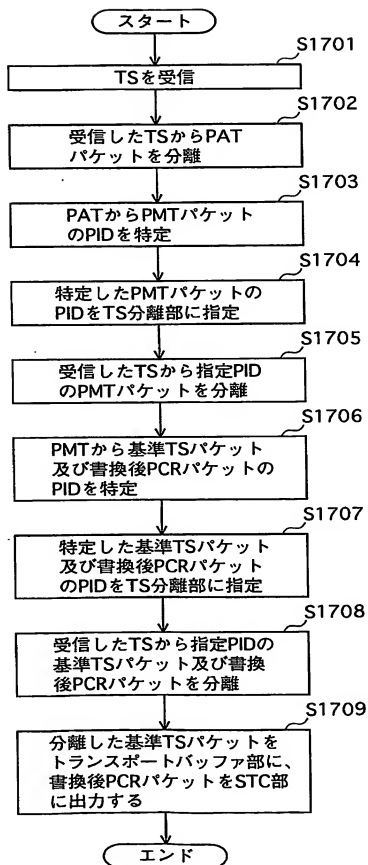 スタート
S1701
TSを受信
S1702
受信したTSからPAT
パケットを分離
S1703
PATからPMTパケット
のPIDを特定
S1704
特定したPMTパケットの
PIDをTS分離部に指定
S1705
受信したTSから指定PID
のPMTパケットを分離
S1706
PMTから基準TSパケット
及び書換後PCRパケットの
PIDを特定
S1707
特定した基準TSパケット
及び書換後PCRパケット
のPIDをTS分離部に指定
S1708
受信したTSから指定PIDの
基準TSパケット及び書換
後PCRパケットを分離
S1709
分離した基準TSパケットを
トランスポートバッファ部に、
書換後PCRパケットをSTC部
に出力する
エンド